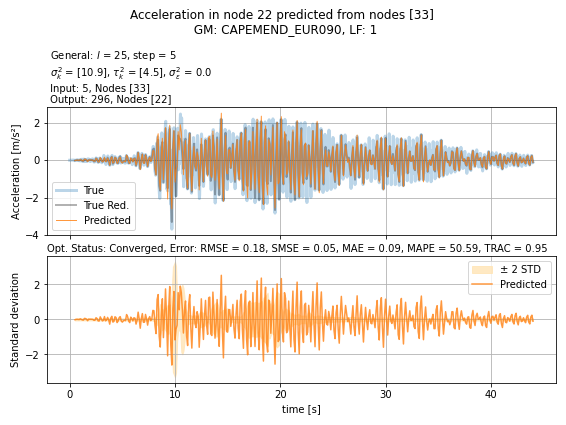 Acceleration in node 22 predicted from nodes [33]
GM: CAPEMEND_EUR090, LF: 1
General: l = 25, step = 5
σ²ₖ = [10.9], τ²ₖ = [4.5], σ²ε = 0.0
Input: 5, Nodes [33]
Output: 296, Nodes [22]
Acceleration [m/s²]
2
0
−2
−4
True
True Red.
Predicted
Opt. Status: Converged, Error: RMSE = 0.18, SMSE = 0.05, MAE = 0.09, MAPE = 50.59, TRAC = 0.95
Standard deviation
2
0
−2
± 2 STD
Predicted
0 10 20 30 40
time [s]